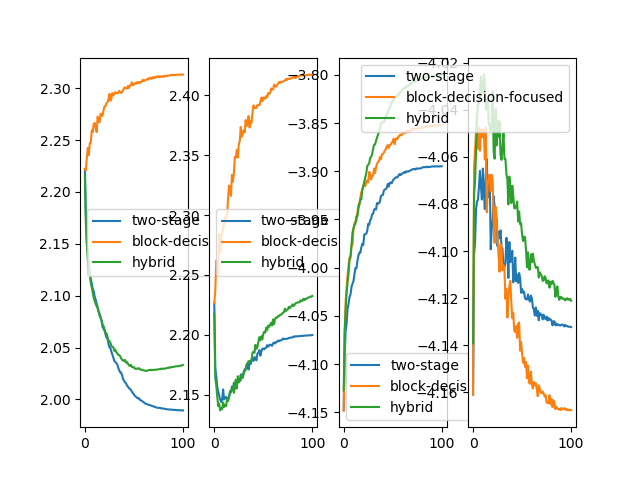 2.30
2.25
2.20
2.15
2.10
2.05
2.00
two-stage
block-decis
hybrid
0 100
2.40
2.35
2.30
2.25
2.20
2.15
two-stage
block-decis
hybrid
0 100
−3.80
−3.85
−3.90
−3.95
−4.00
−4.05
−4.10
−4.15
two-stage
block-decis
hybrid
0 100
−4.02
−4.04
−4.06
−4.08
−4.10
−4.12
−4.14
−4.16
two-stage
block-decision-focused
hybrid
0 100